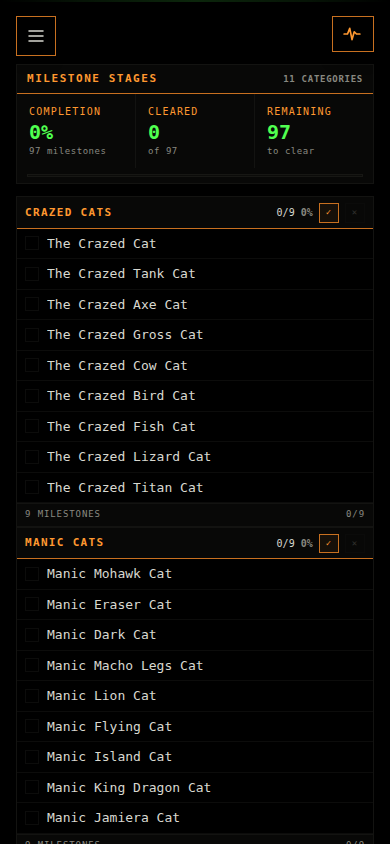 MILESTONE STAGES 11 CATEGORIES
COMPLETION CLEARED REMAINING
0% 0 97
97 milestones of 97 to clear
CRAZED CATS 0/9 0% ✓ ×
The Crazed Cat
The Crazed Tank Cat
The Crazed Axe Cat
The Crazed Gross Cat
The Crazed Cow Cat
The Crazed Bird Cat
The Crazed Fish Cat
The Crazed Lizard Cat
The Crazed Titan Cat
9 MILESTONES 0/9
MANIC CATS 0/9 0% ✓ ×
Manic Mohawk Cat
Manic Eraser Cat
Manic Dark Cat
Manic Macho Legs Cat
Manic Lion Cat
Manic Flying Cat
Manic Island Cat
Manic King Dragon Cat
Manic Jamiera Cat
9 MILESTONES 0/9